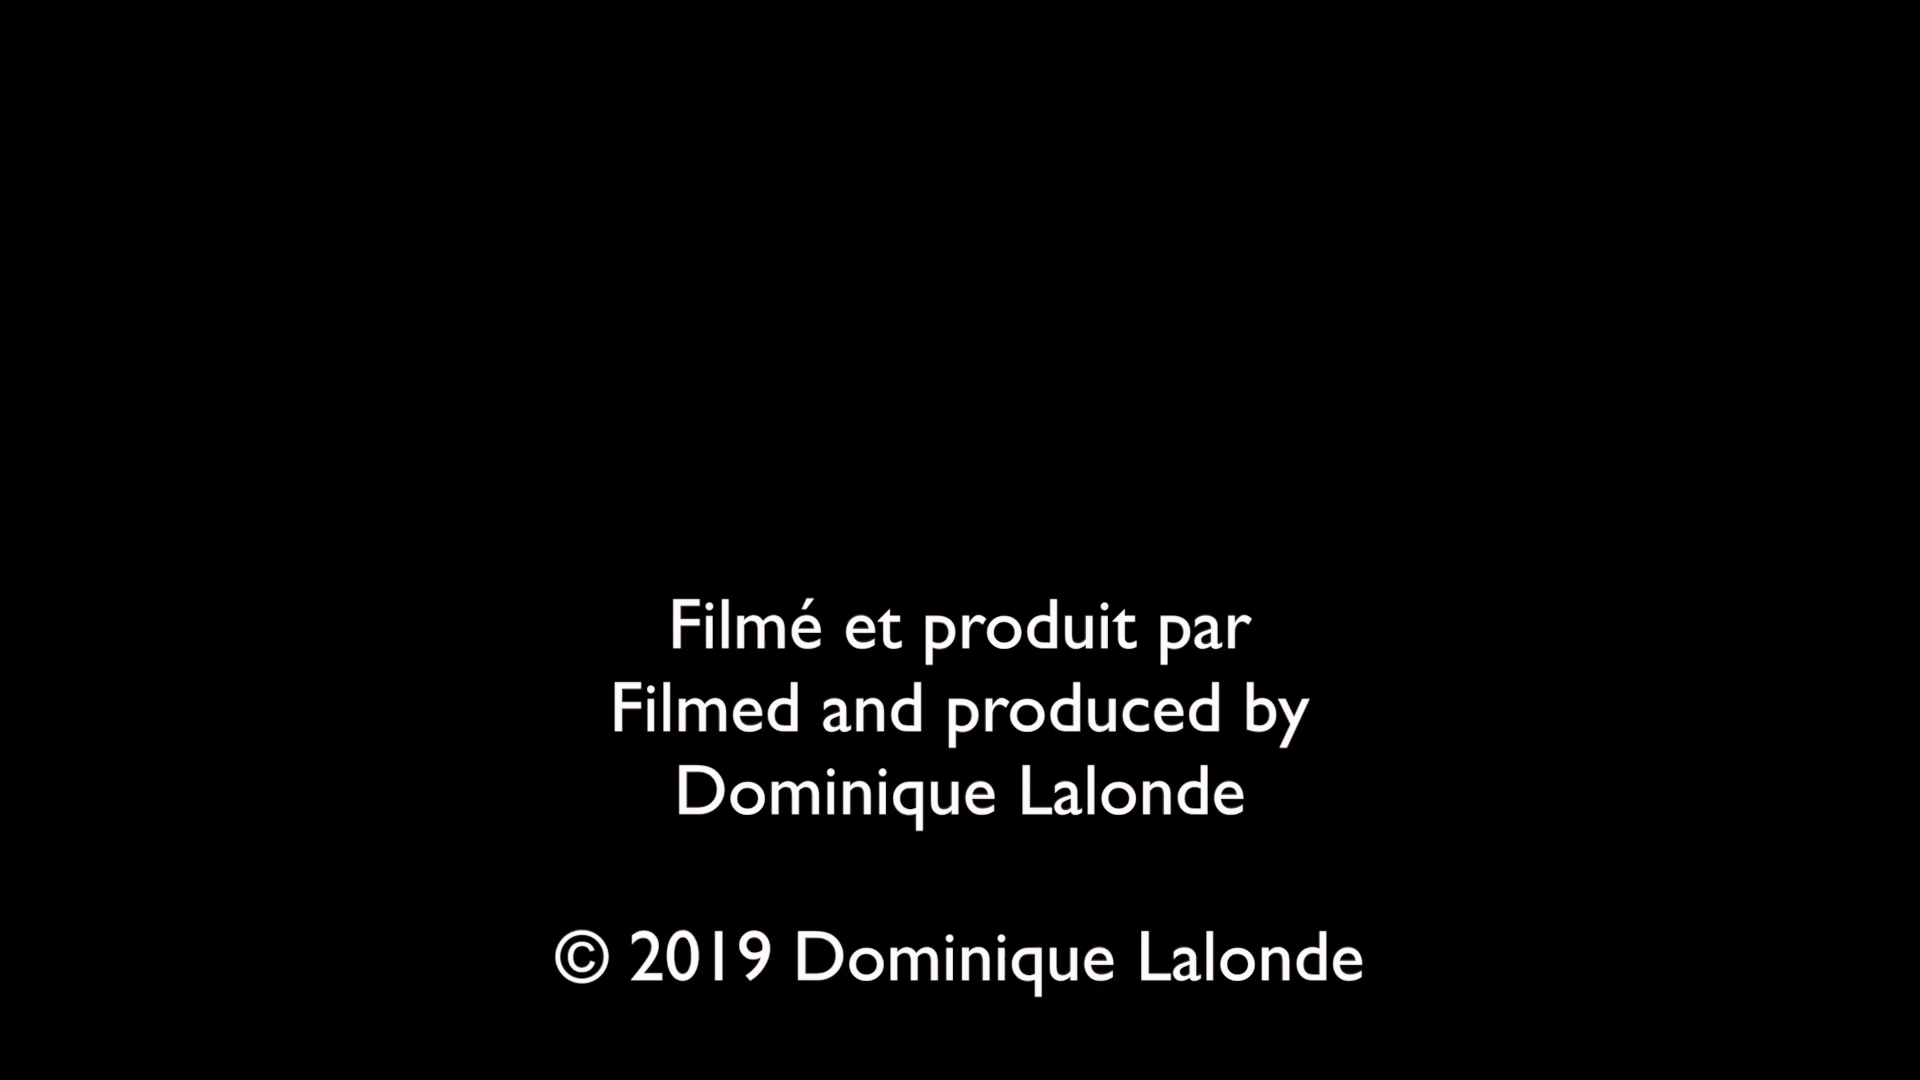 Filmé et produit par
Filmed and produced by
Dominique Lalonde
© 2019 Dominique Lalonde